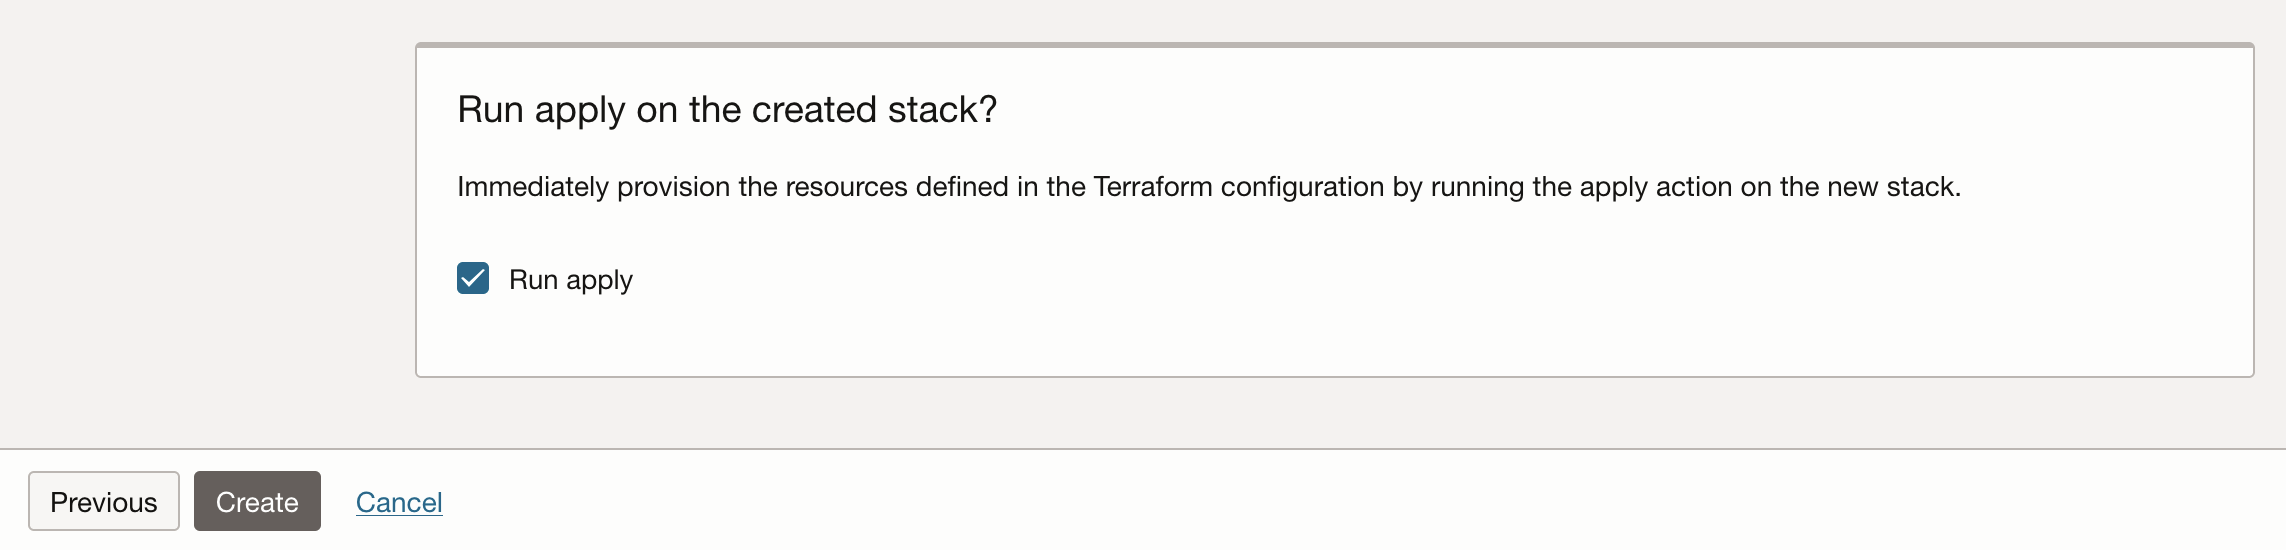 Run apply on the created stack?
Immediately provision the resources defined in the Terraform configuration by running the apply action on the new stack.
Run apply
Previous
Create
Cancel